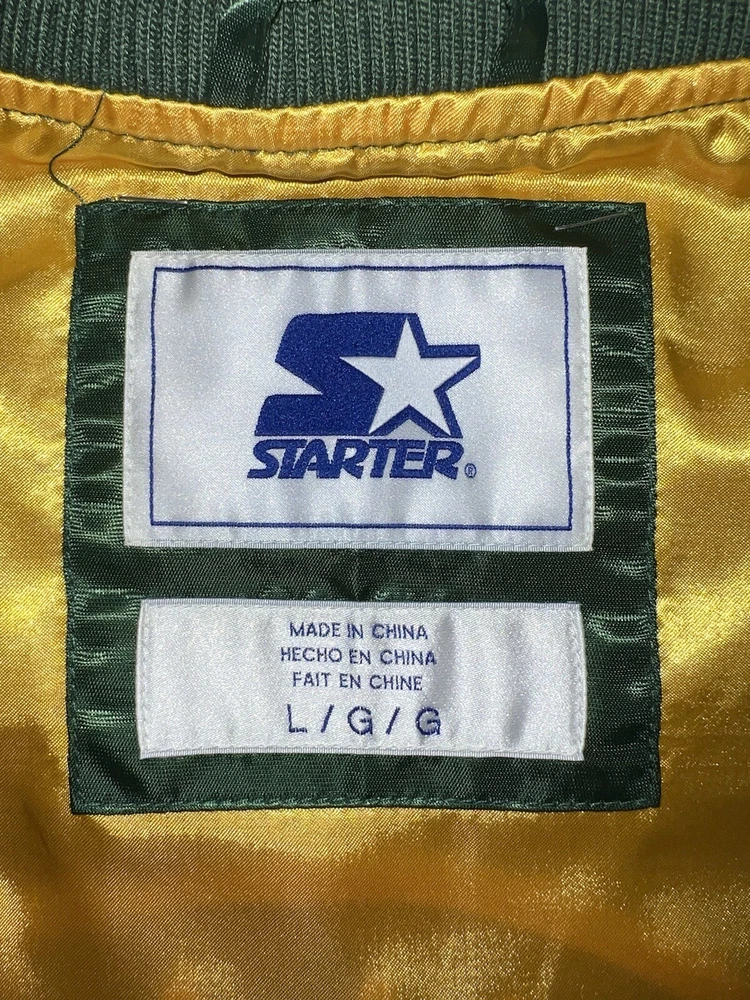 STARTER®
MADE IN CHINA
HECHO EN CHINA
FAIT EN CHINE
L / G / G